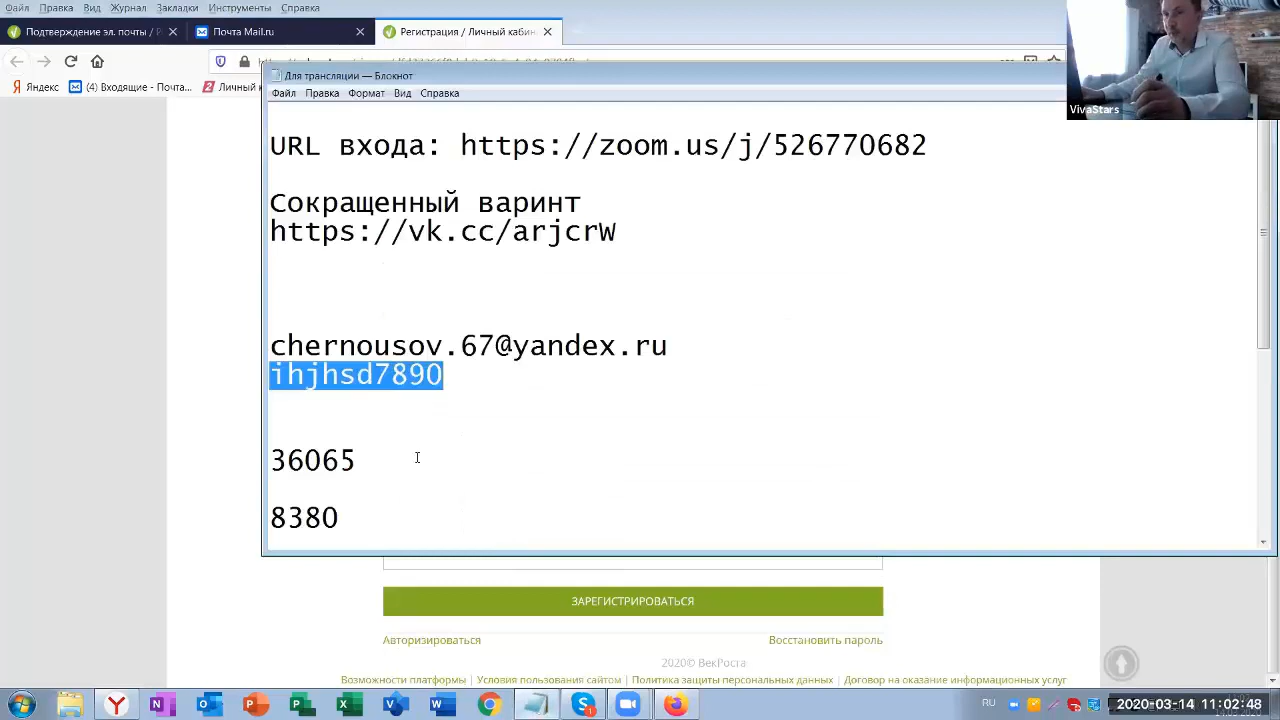 Файл Правка Вид Журнал Закладки Инструменты Справка
Подтверждение эл. почты / Р
Почта Mail.ru
Регистрация / Личный кабин
Яндекс
(4) Входящие - Почта...
Личный к
Для трансляции — Блокнот
Файл Правка Формат Вид Справка
VivaStars
URL входа: https://zoom.us/j/526770682
Сокращенный варинт
https://vk.cc/arjcrW
chernousov.67@yandex.ru
ihjhsd7890
36065
8380
ЗАРЕГИСТРИРОВАТЬСЯ
Авторизироваться Восстановить пароль
2020© ВекРоста
Возможности платформы | Условия пользования сайтом | Политика защиты персональных данных | Договор на оказание информационных услуг
RU
2020-03-14 11:02:48